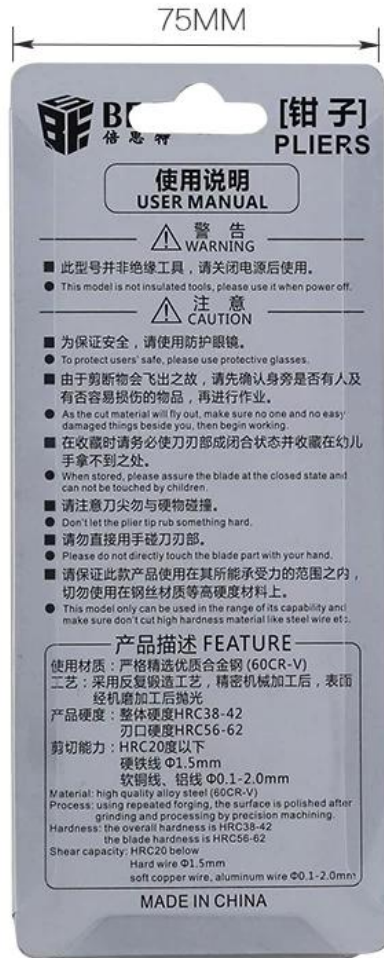 75MM
倍思特
[钳子]
PLIERS
使用说明
USER MANUAL
警 告
WARNING
■ 此型号并非绝缘工具，请关闭电源后使用。
● This model is not insulated tools, please use it when power off.
注 意
CAUTION
■ 为保证安全，请使用防护眼镜。
● To protect users' safe, please use protective glasses.
■ 由于剪断物会飞出之故，请先确认身旁是否有人及
有否容易损伤的物品，再进行作业。
● As the cut material will fly out, make sure no one and no easy
damaged things beside you, then begin working.
■ 在收藏时请务必使刀刃部成闭合状态并收藏在幼儿
手拿不到之处。
● When stored, please assure the blade at the closed state and
can not be touched by children.
■ 请注意刀尖勿与硬物碰撞。
● Don't let the plier tip rub something hard.
■ 请勿直接用手碰刀刃部。
● Please do not directly touch the blade part with your hand.
■ 请保证此款产品使用在其所能承受力的范围之内，
切勿使用在钢丝材质等高硬度材料上。
● This model only can be used in the range of its capability and
make sure don't cut high hardness material like steel wire etc.
产品描述 FEATURE
使用材质：严格精选优质合金钢 (60CR-V)
工艺：采用反复锻造工艺，精密机械加工后，表面
经机磨加工后抛光
产品硬度：整体硬度HRC38-42
刃口硬度HRC56-62
剪切能力：HRC20度以下
硬铁线 Φ1.5mm
软铜线、铝线 Φ0.1-2.0mm
Material: high quality alloy steel (60CR-V)
Process: using repeated forging, the surface is polished after
grinding and processing by precision machining.
Hardness: the overall hardness is HRC38-42
the blade hardness is HRC56-62
Shear capacity: HRC20 below
Hard wire Φ1.5mm
soft copper wire, aluminum wire Φ0.1-2.0mm
MADE IN CHINA